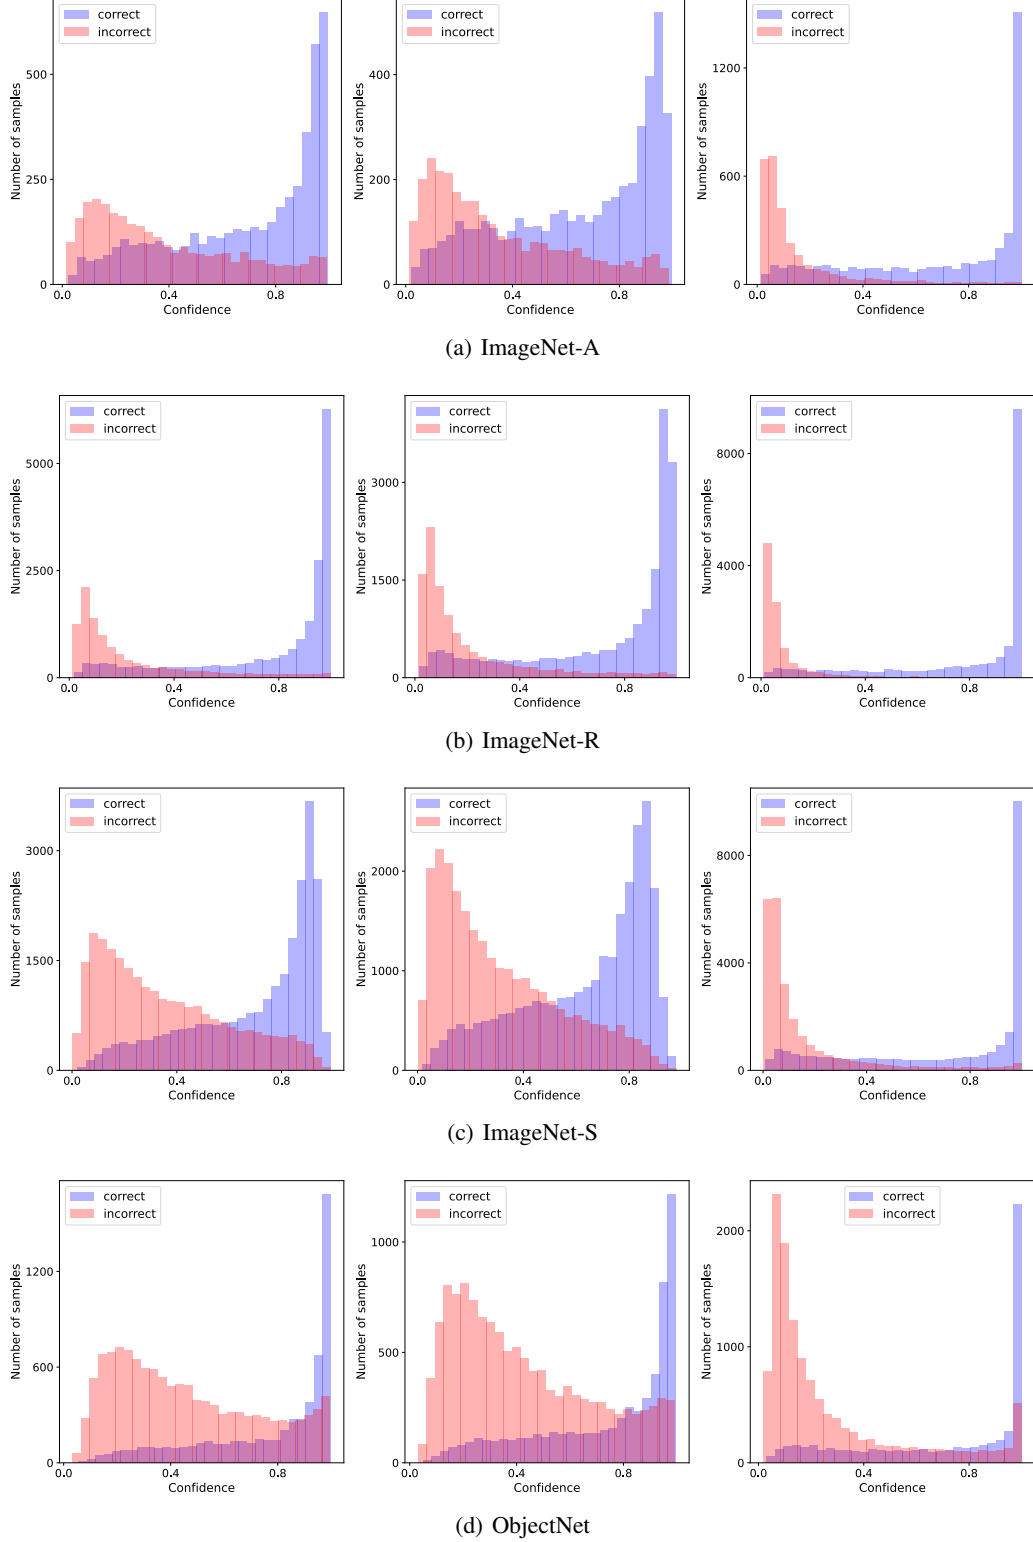 correct
incorrect
Number of samples
500
250
0
0.0 0.4 0.8
Confidence
correct
incorrect
Number of samples
400
200
0
0.0 0.4 0.8
Confidence
correct
incorrect
Number of samples
1200
600
0
0.0 0.4 0.8
Confidence
(a) ImageNet-A
correct
incorrect
Number of samples
5000
2500
0
0.0 0.4 0.8
Confidence
correct
incorrect
Number of samples
3000
1500
0
0.0 0.4 0.8
Confidence
correct
incorrect
Number of samples
8000
4000
0
0.0 0.4 0.8
Confidence
(b) ImageNet-R
correct
incorrect
Number of samples
3000
1500
0
0.0 0.4 0.8
Confidence
correct
incorrect
Number of samples
2000
1000
0
0.0 0.4 0.8
Confidence
correct
incorrect
Number of samples
8000
4000
0
0.0 0.4 0.8
Confidence
(c) ImageNet-S
correct
incorrect
Number of samples
1200
600
0
0.0 0.4 0.8
Confidence
correct
incorrect
Number of samples
1000
500
0
0.0 0.4 0.8
Confidence
correct
incorrect
Number of samples
2000
1000
0
0.0 0.4 0.8
Confidence
(d) ObjectNet